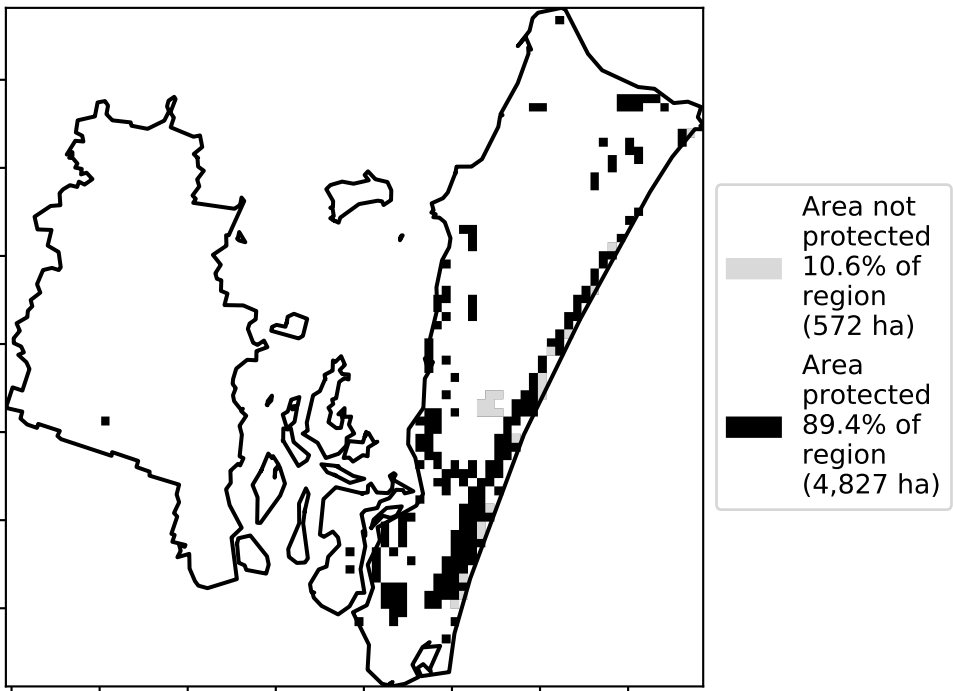 Area not
protected
10.6% of
region
(572 ha)
Area
protected
89.4% of
region
(4,827 ha)